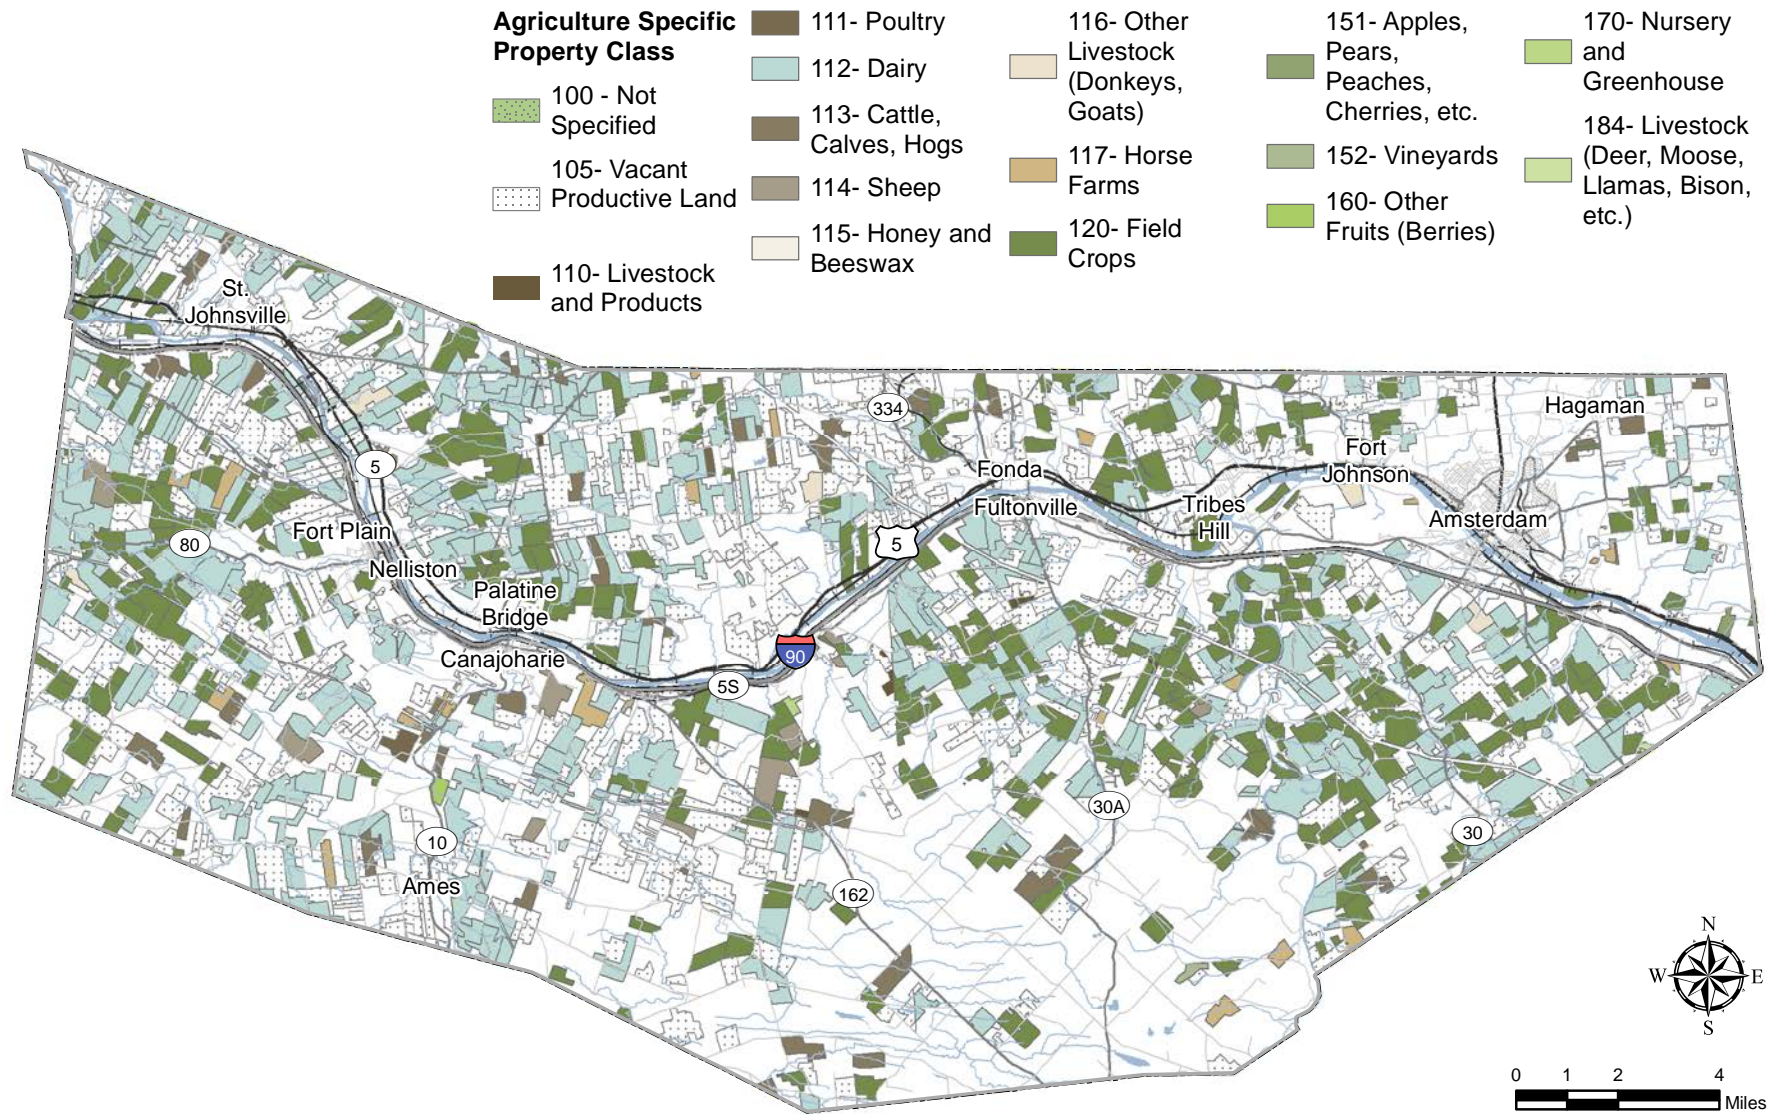 Agriculture Specific
Property Class
100 - Not
Specified
105- Vacant
Productive Land
110- Livestock
and Products
111- Poultry
112- Dairy
113- Cattle,
Calves, Hogs
114- Sheep
115- Honey and
Beeswax
116- Other
Livestock
(Donkeys,
Goats)
117- Horse
Farms
120- Field
Crops
151- Apples,
Pears,
Peaches,
Cherries, etc.
152- Vineyards
160- Other
Fruits (Berries)
170- Nursery
and
Greenhouse
184- Livestock
(Deer, Moose,
Llamas, Bison,
etc.)
St.
Johnsville
334
Hagaman
5
Fonda
Fort
Johnson
Fultonville
Tribes
Hill
Amsterdam
Fort Plain
80
5
Nelliston
Palatine
Bridge
Canajoharie
90
5S
30A
30
10
Ames
162
N
W
E
S
0 1 2 4
Miles